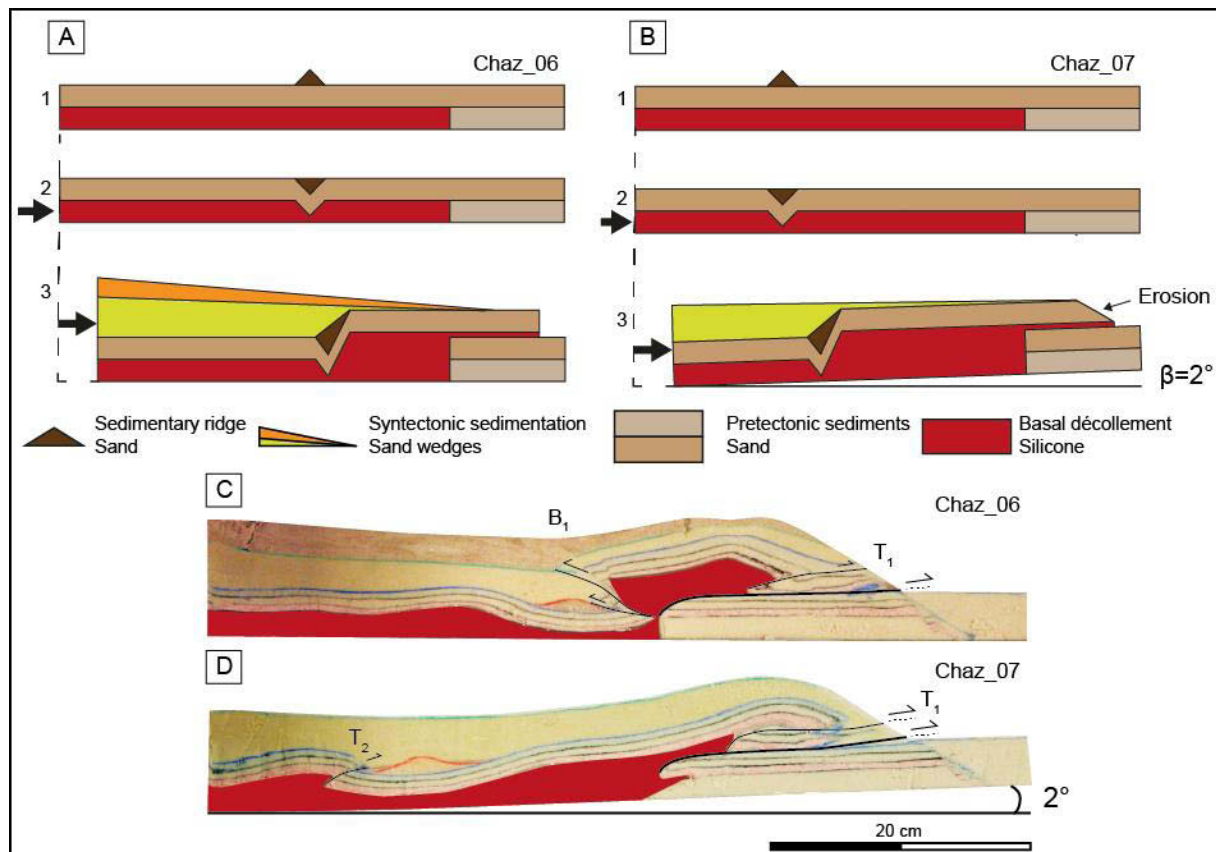 A
Chaz_06
1
2
3
B
Chaz_07
1
2
3
Erosion
β=2°
Sedimentary ridge
Sand
Syntectonic sedimentation
Sand wedges
Pretectonic sediments
Sand
Basal décollement
Silicone
C
Chaz_06
B1
T1
D
Chaz_07
T2
T1
2°
20 cm